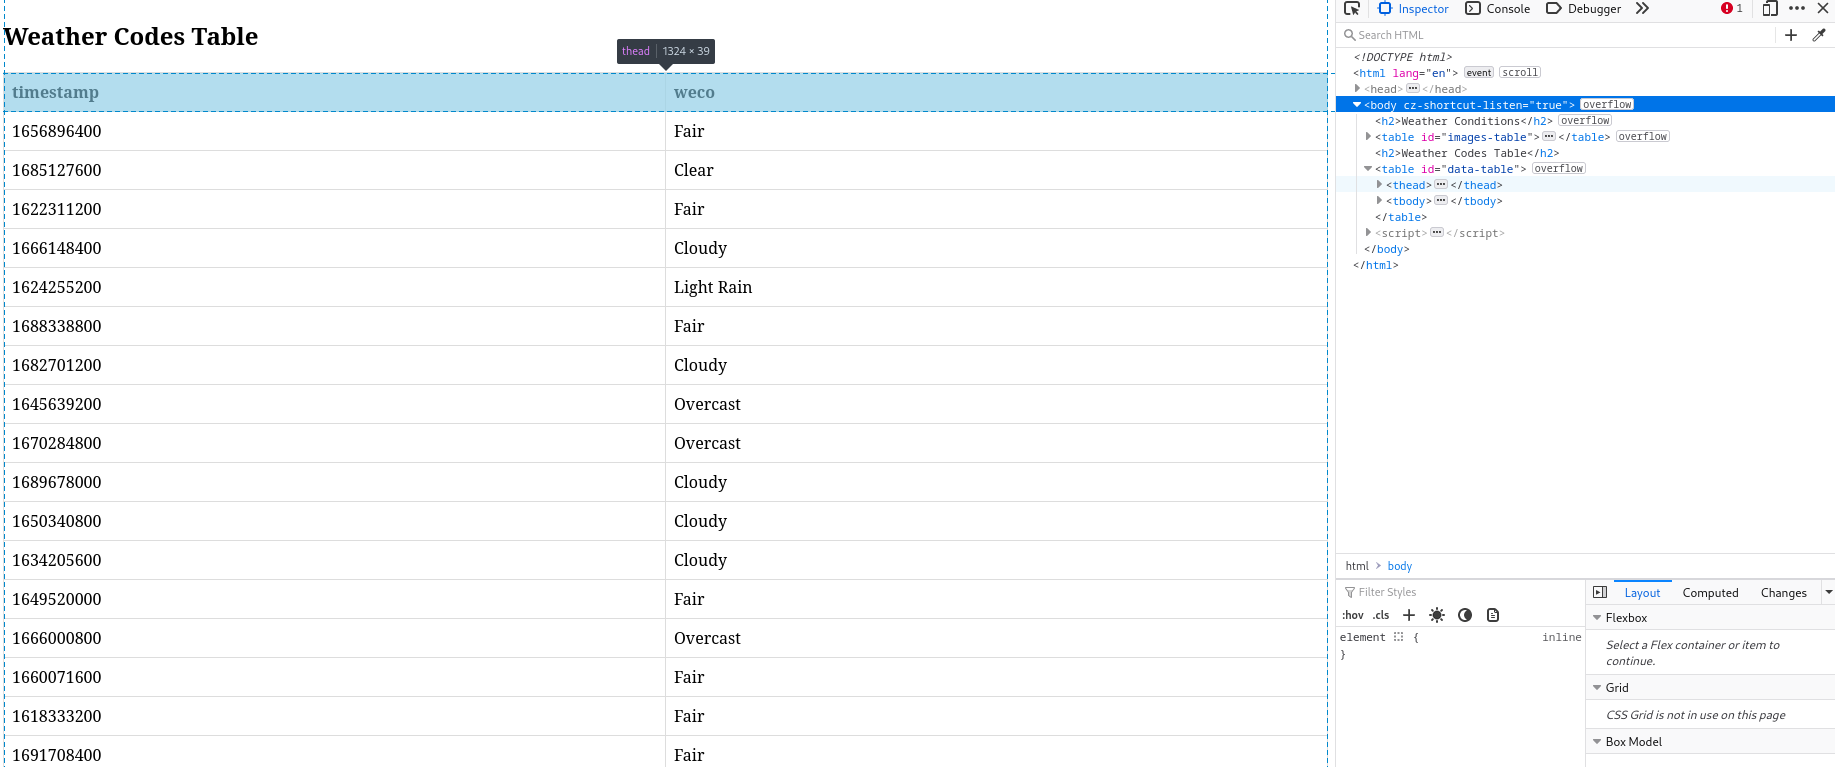 Weather Codes Table
thead 1324 × 39
timestamp weco
1656896400 Fair
1685127600 Clear
1622311200 Fair
1666148400 Cloudy
1624255200 Light Rain
1688338800 Fair
1682701200 Cloudy
1645639200 Overcast
1670284800 Overcast
1689678000 Cloudy
1650340800 Cloudy
1634205600 Cloudy
1649520000 Fair
1666000800 Overcast
1660071600 Fair
1618333200 Fair
1691708400 Fair
Inspector Console Debugger 1
Search HTML
<!DOCTYPE html>
<html lang="en"> event scroll
<head> ••• </head>
<body cz-shortcut-listen="true"> overflow
<h2>Weather Conditions</h2> overflow
<table id="images-table"> ••• </table> overflow
<h2>Weather Codes Table</h2>
<table id="data-table"> overflow
<thead> ••• </thead>
<tbody> ••• </tbody>
</table>
<script> ••• </script>
</body>
</html>
html > body
Filter Styles
:hov .cls +
element { inline
}
Layout Computed Changes
Flexbox
Select a Flex container or item to
continue.
Grid
CSS Grid is not in use on this page
Box Model